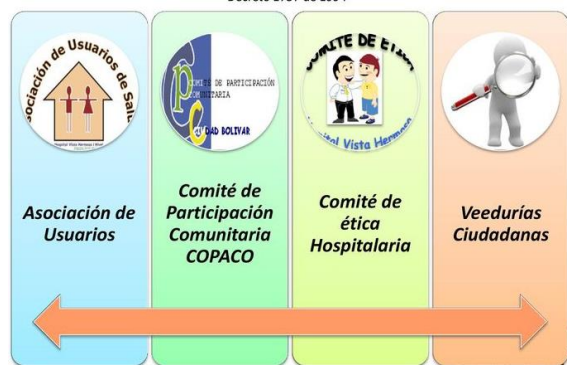 Asociación de Usuarios de Salud
Hospital Vista Hermosa I Nivel
COMITÉ DE PARTICIPACIÓN
COMUNITARIA
CIUDAD BOLIVAR
COMITE DE ETICA
Hospital Vista Hermosa
Asociación de
Usuarios
Comité de
Participación
Comunitaria
COPACO
Comité de
ética
Hospitalaria
Veedurías
Ciudadanas